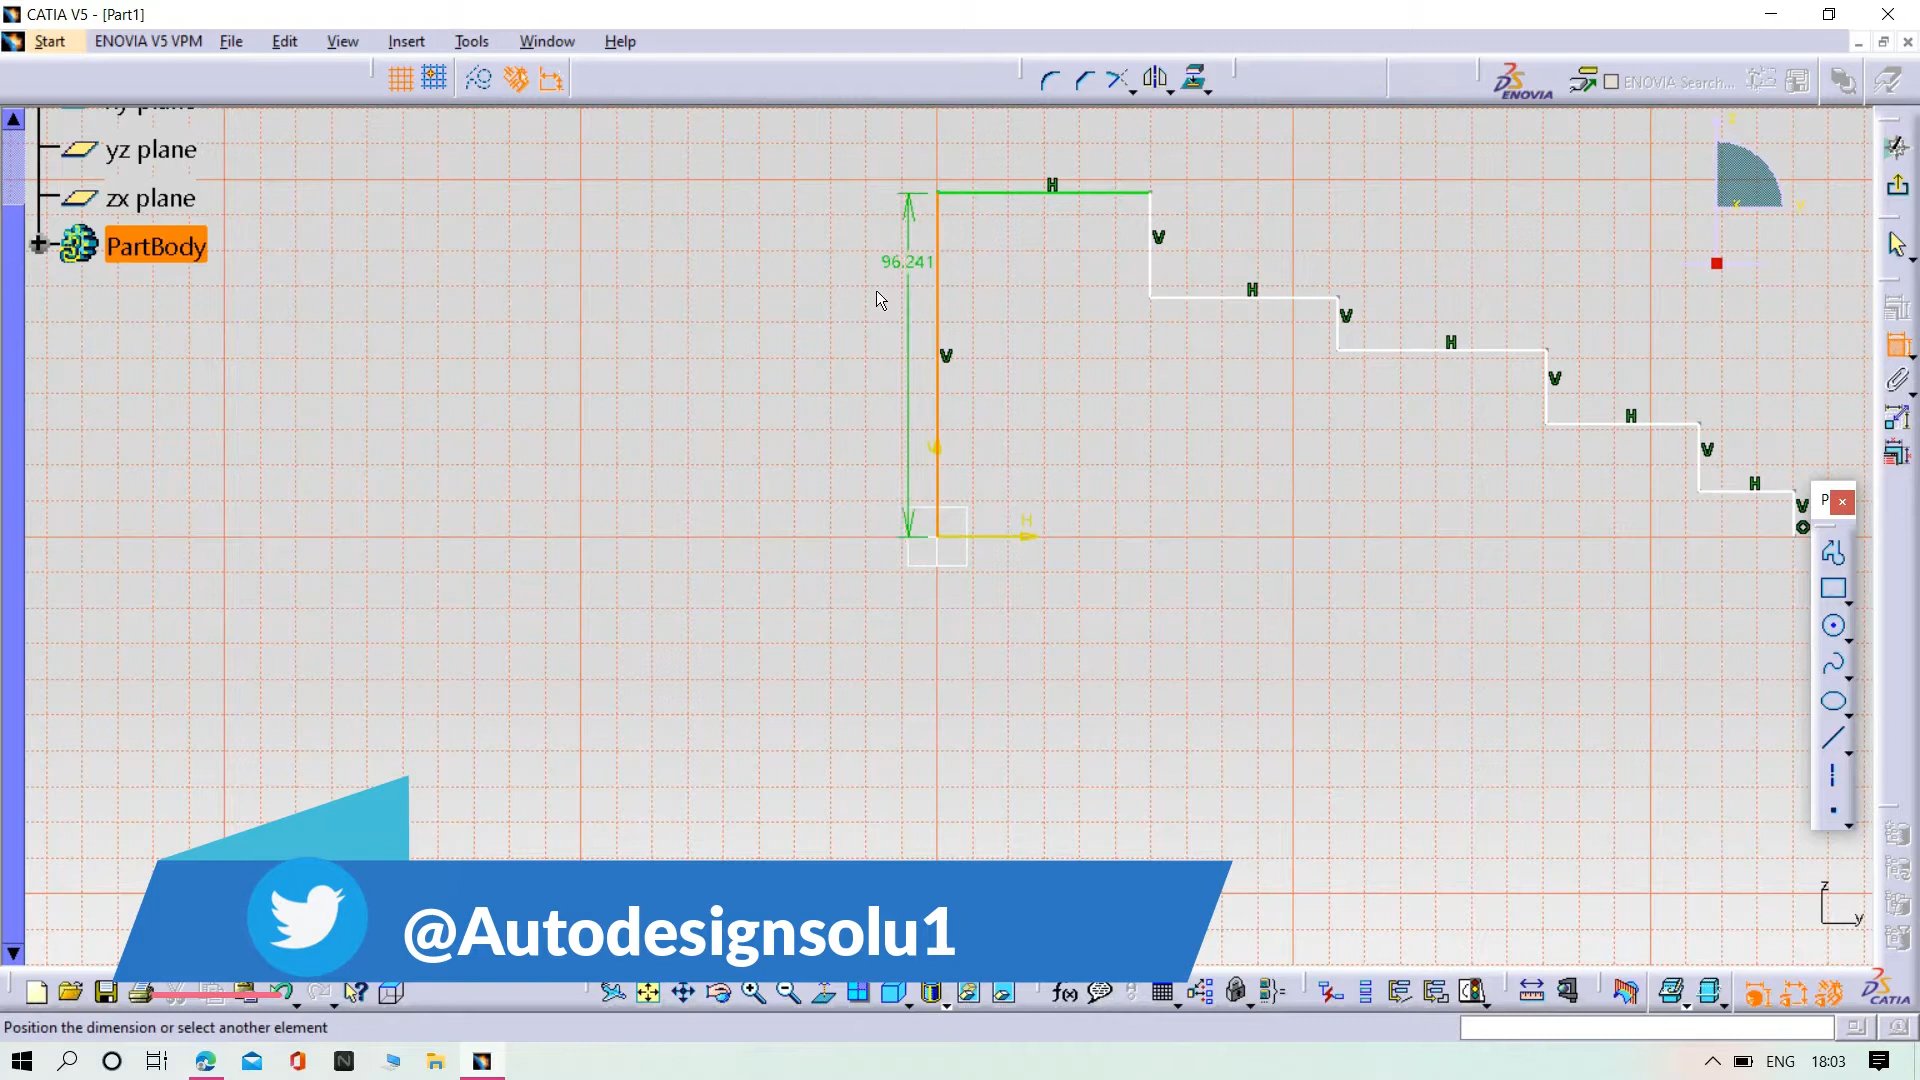 CATIA V5 - [Part1]
Start ENOVIA V5 VPM File Edit View Insert Tools Window Help
ENOVIA
ENOVIA Search...
yz plane
zx plane
PartBody
96.241
H
V
H
V
H
V
H
V
H
V
V
H
P
z
y
@Autodesignsolu1
f(x)
CATIA
Position the dimension or select another element
ENG 18:03